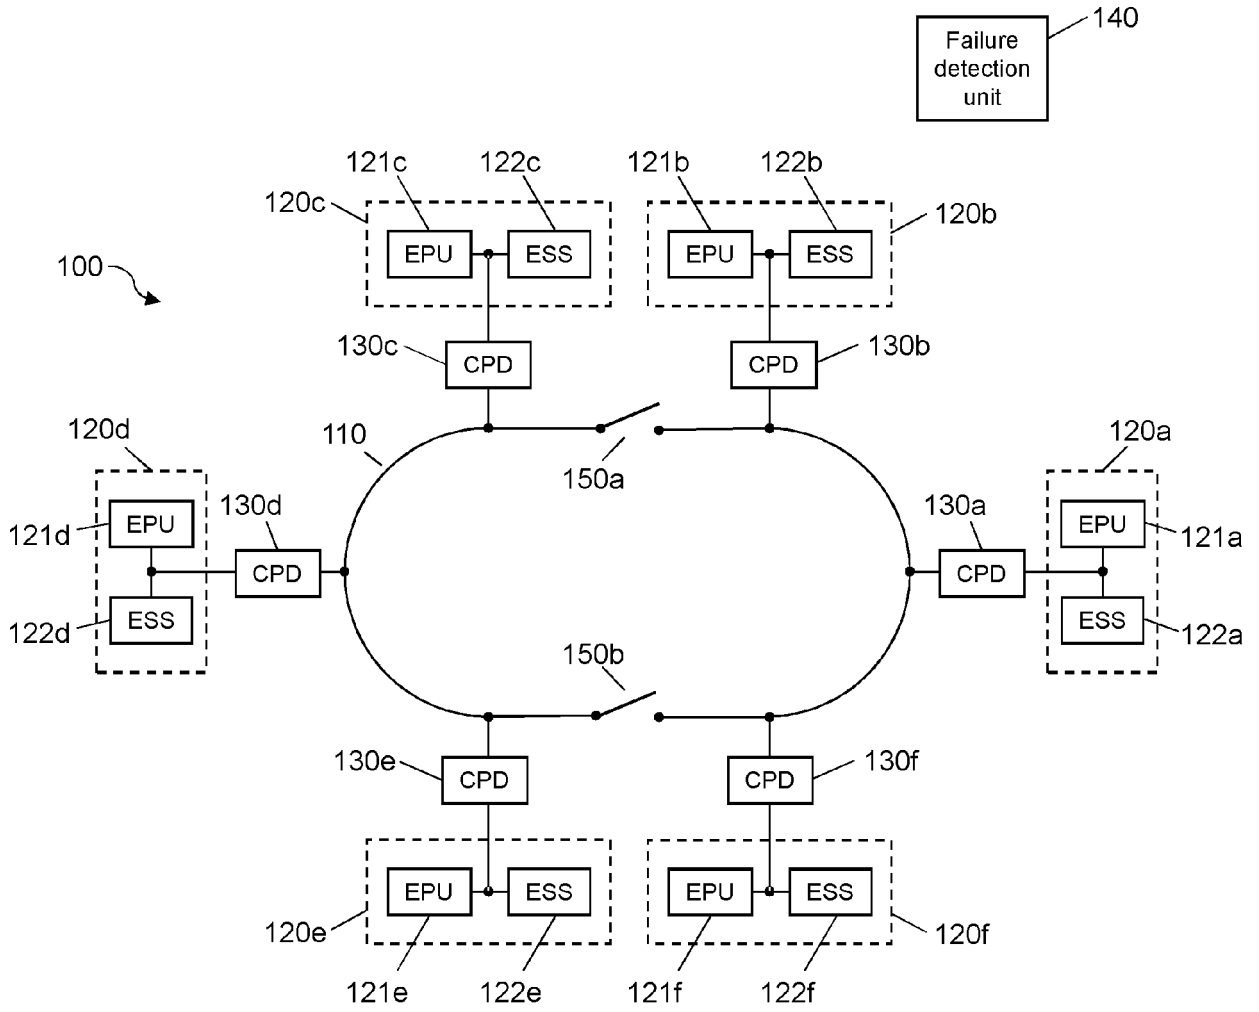 140
Failure
detection
unit
121c 122c 121b 122b
120c 120b
EPU ESS EPU ESS
100
130c CPD CPD 130b
120d 110 150a 120a
130d 130a
121d EPU EPU 121a
CPD CPD
122d ESS ESS 122a
150b
130e CPD CPD 130f
EPU ESS EPU ESS
120e 120f
121e 122e 121f 122f